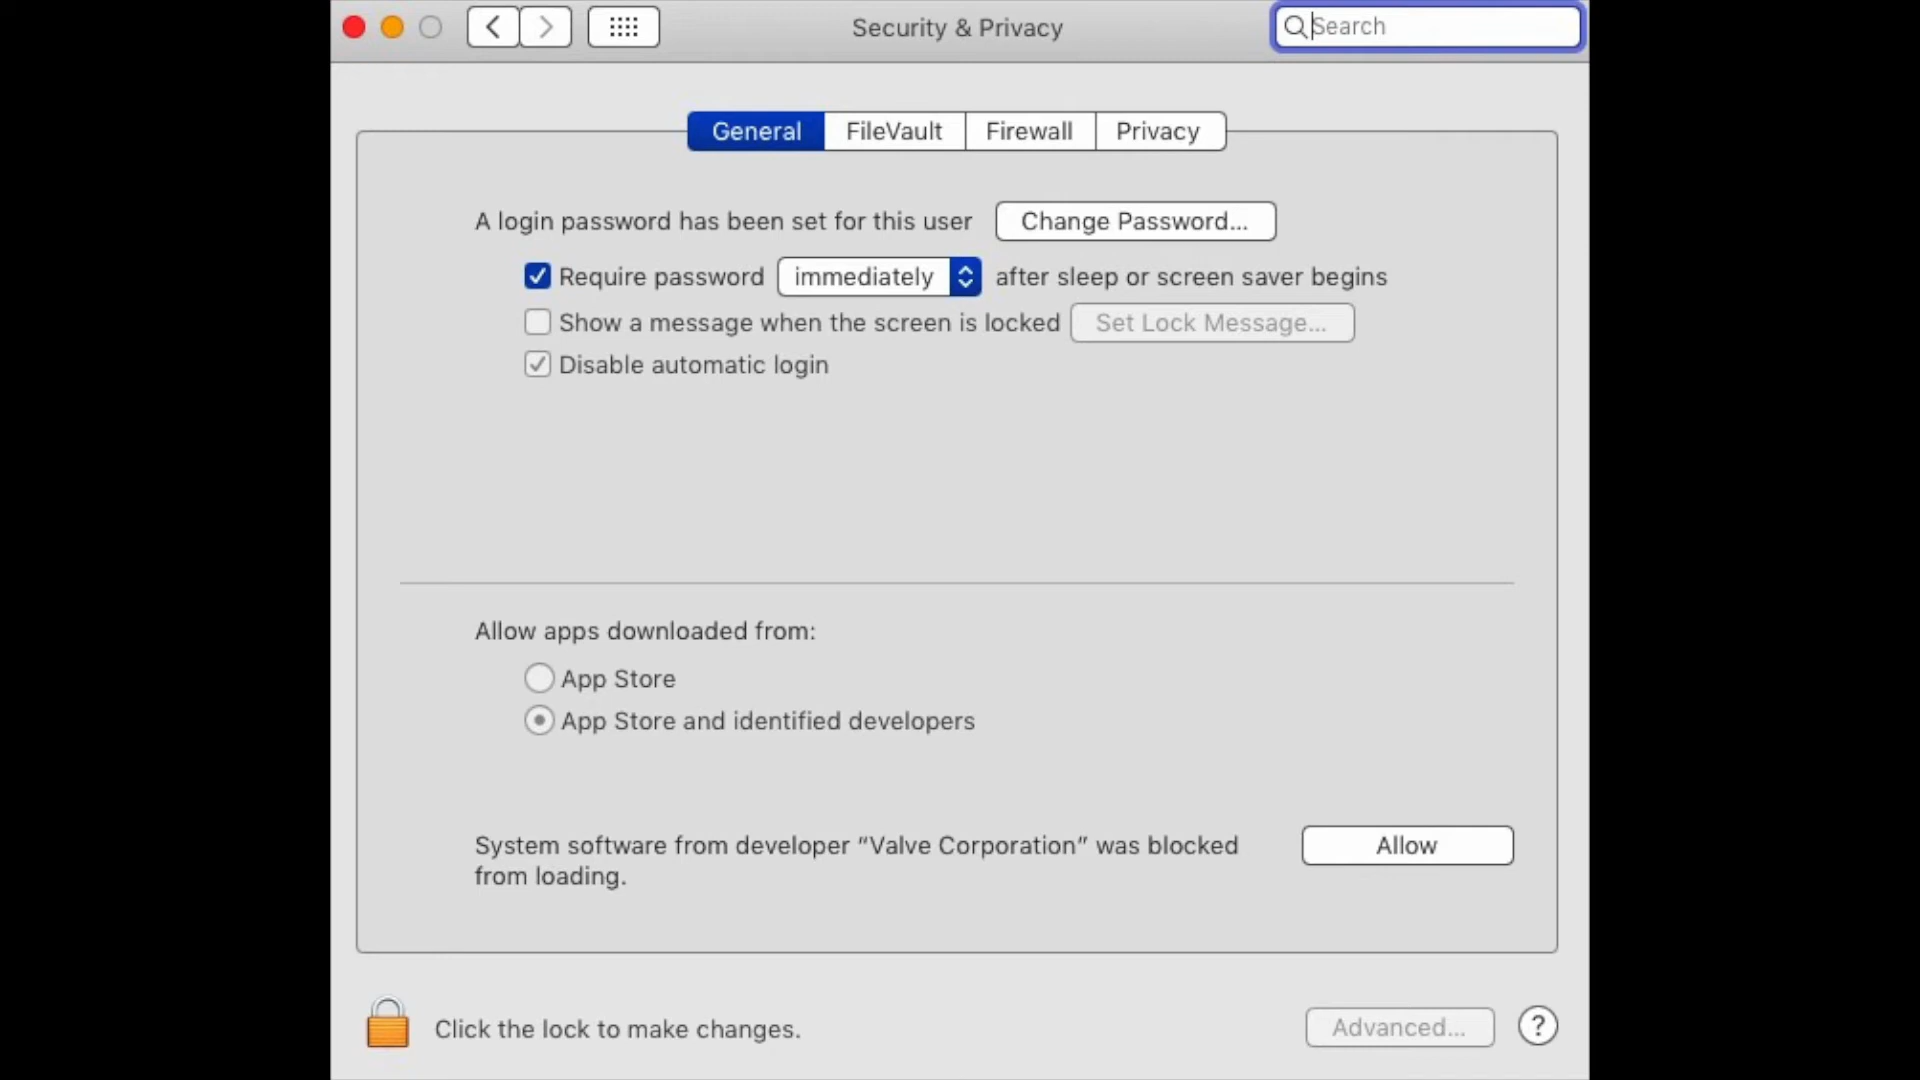 Security & Privacy
Search
General
FileVault
Firewall
Privacy
A login password has been set for this user
Change Password...
Require password
immediately
after sleep or screen saver begins
Show a message when the screen is locked
Set Lock Message...
Disable automatic login
Allow apps downloaded from:
App Store
App Store and identified developers
System software from developer “Valve Corporation” was blocked
from loading.
Allow
Click the lock to make changes.
Advanced...
?